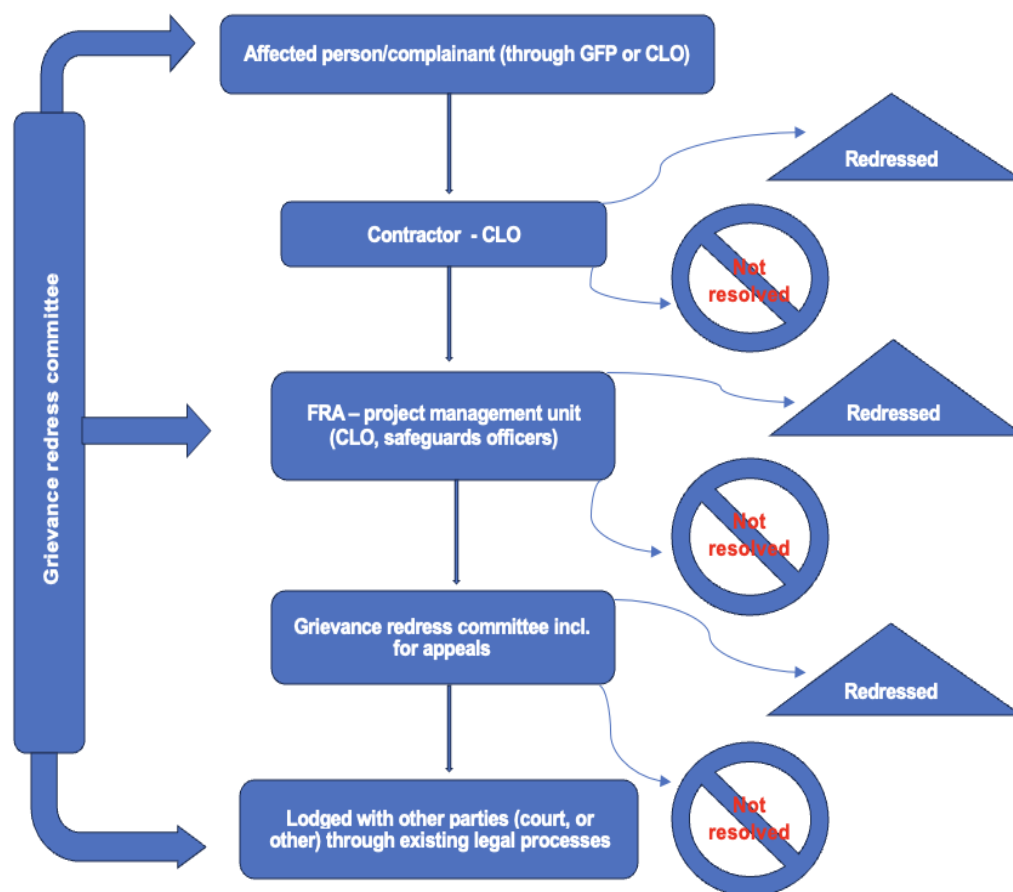 Affected person/complainant (through GFP or CLO)
Redressed
Contractor - CLO
Not
resolved
Grievance redress committee
FRA – project management unit
(CLO, safeguards officers)
Redressed
Not
resolved
Grievance redress committee incl.
for appeals
Redressed
Lodged with other parties (court, or
other) through existing legal processes
Not
resolved